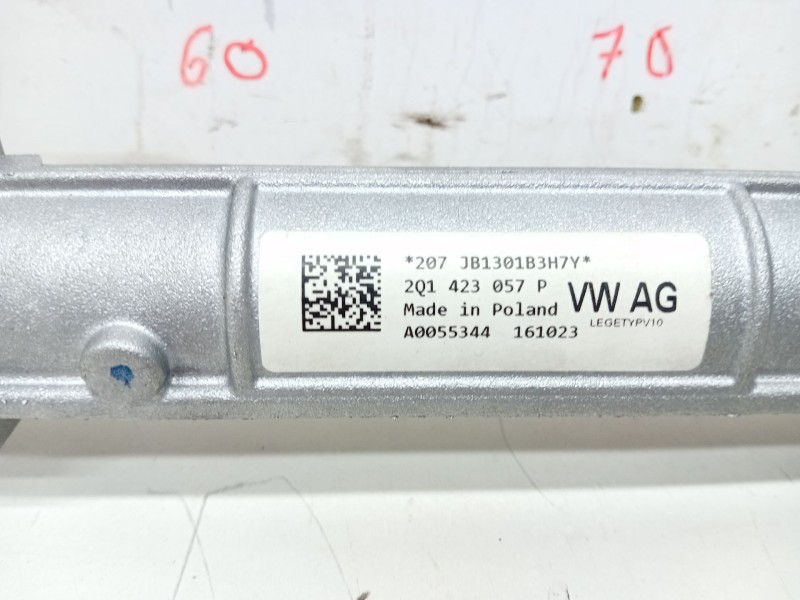 60 70
*207 JB1301B3H7Y*
2Q1 423 057 P
Made in Poland
A0055344 161023
VW AG
LEGETYPV10